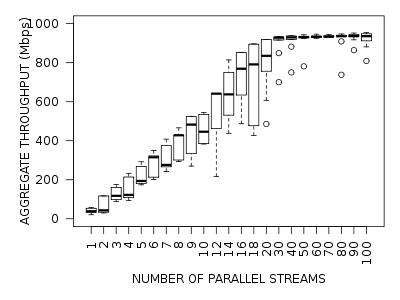 AGGREGATE THROUGHPUT (Mbps)
1000
800
600
400
200
0
1 2 3 4 5 6 7 8 9 10 12 14 16 18 20 30 40 50 60 70 80 90 100
NUMBER OF PARALLEL STREAMS